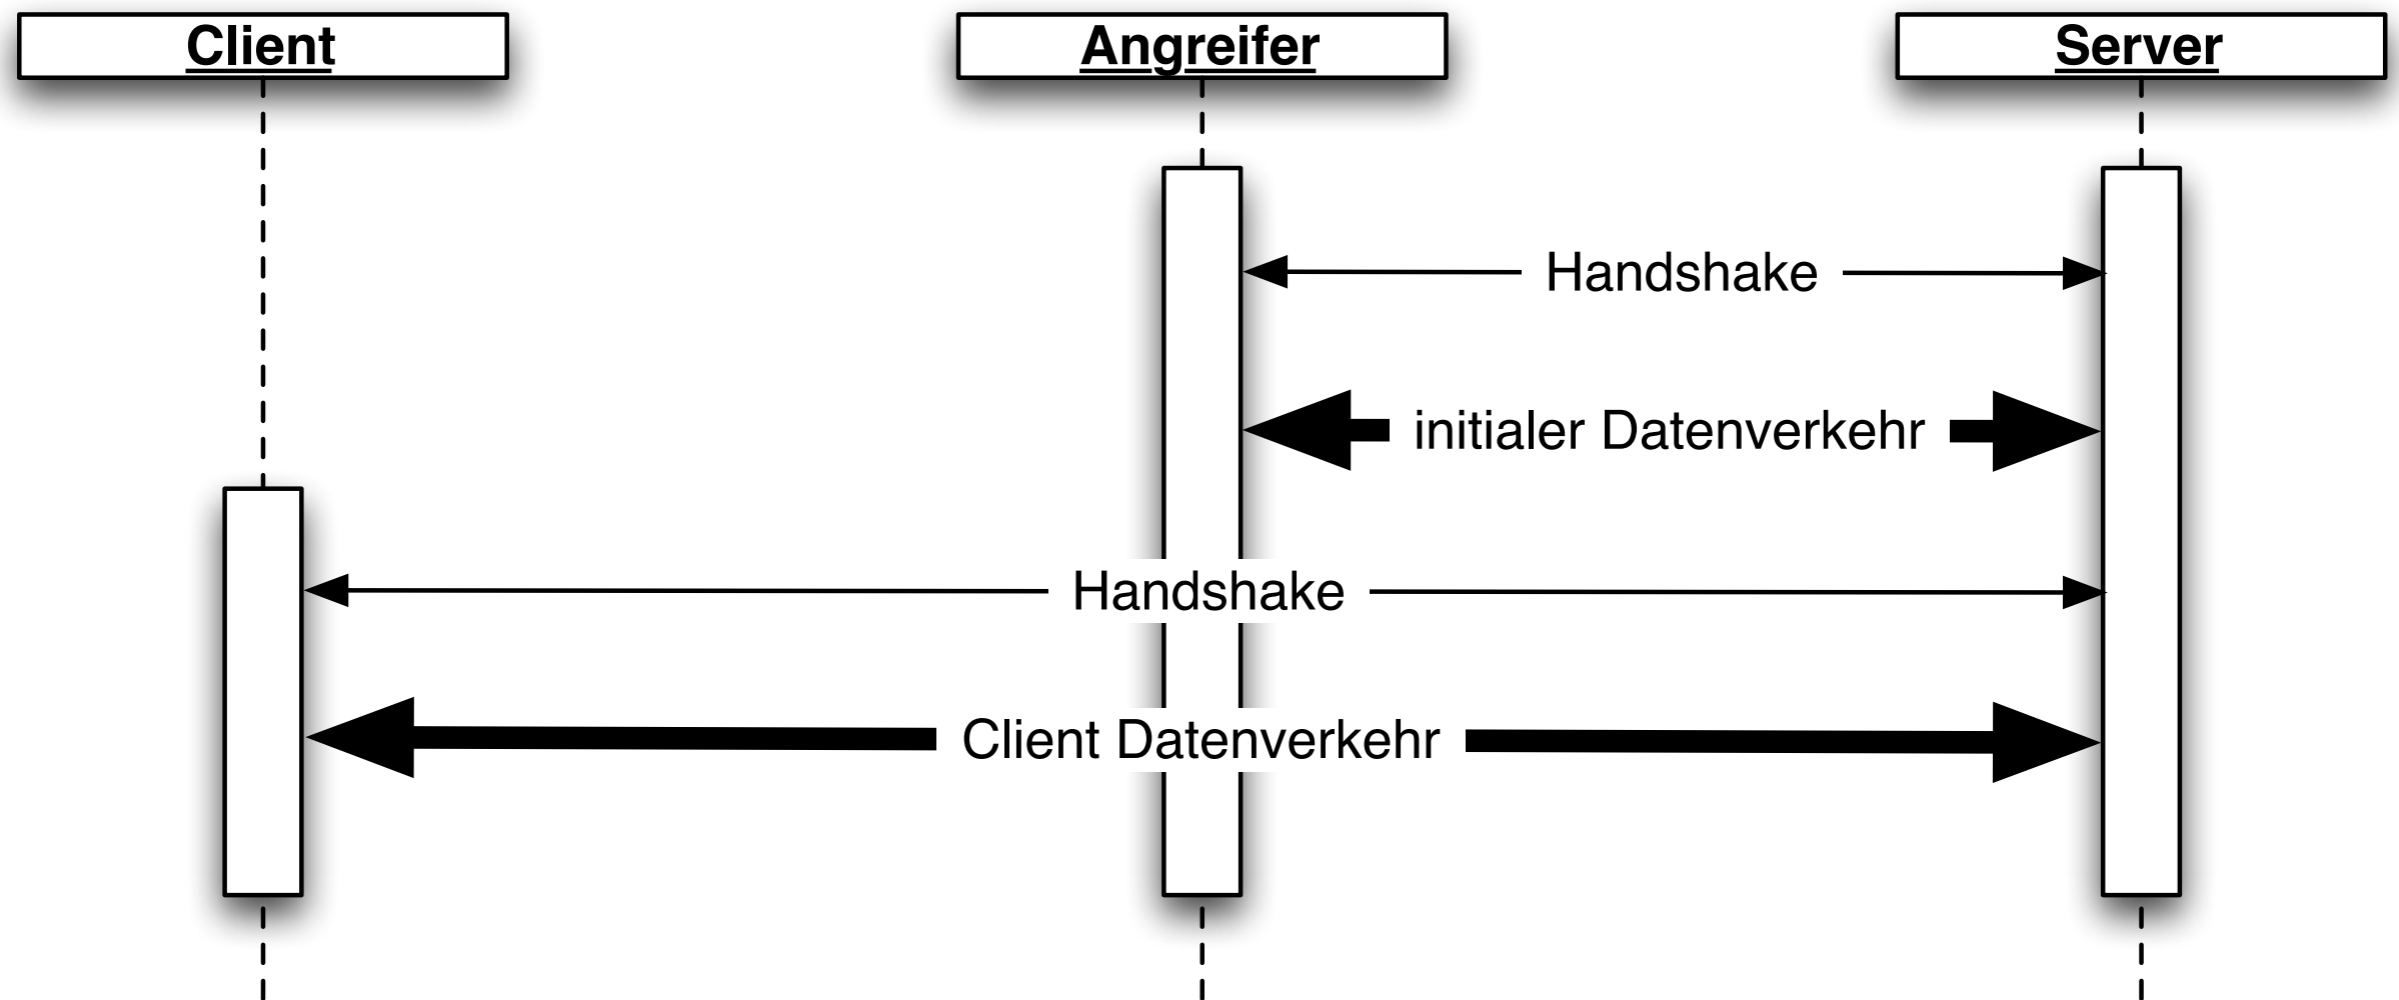 Client
Angreifer
Server
Handshake
initialer Datenverkehr
Handshake
Client Datenverkehr